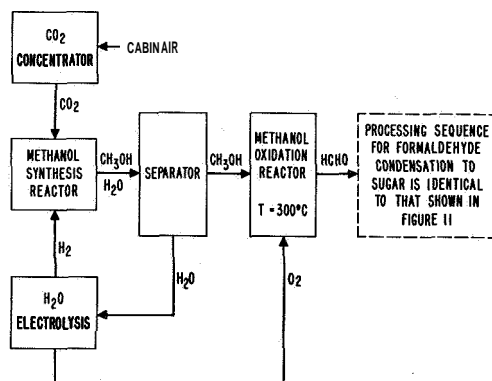 CO2
CONCENTRATOR
CABIN AIR
CO2
METHANOL
SYNTHESIS
REACTOR
CH3OH
H2O
SEPARATOR
CH3OH
METHANOL
OXIDATION
REACTOR
T = 300°C
HCHO
PROCESSING SEQUENCE
FOR FORMALDEHYDE
CONDENSATION TO
SUGAR IS IDENTICAL
TO THAT SHOWN IN
FIGURE II
H2
H2O
O2
H2O
ELECTROLYSIS